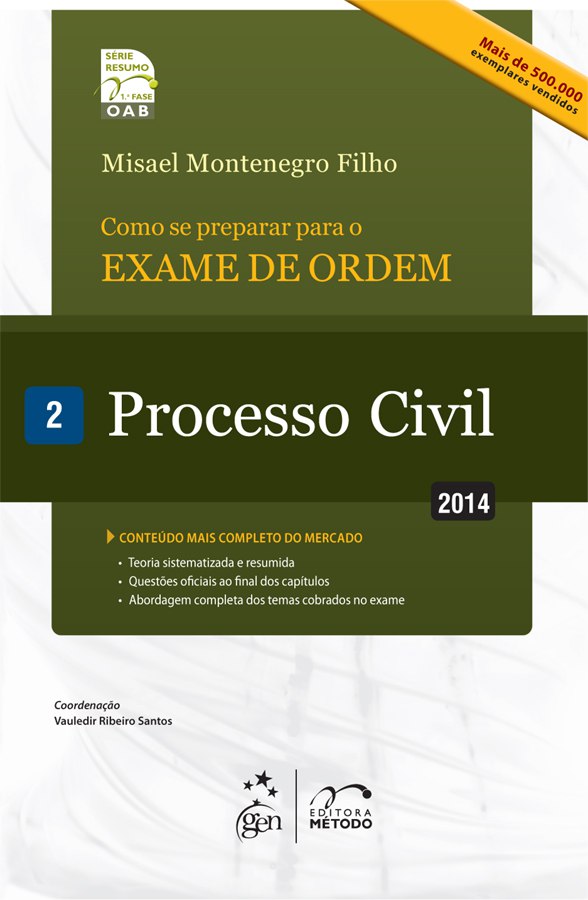 Mais de 500.000
exemplares vendidos
SÉRIE
RESUMO
1.ª FASE
OAB
Misael Montenegro Filho
Como se preparar para o
EXAME DE ORDEM
2 Processo Civil
2014
CONTEÚDO MAIS COMPLETO DO MERCADO
• Teoria sistematizada e resumida
• Questões oficiais ao final dos capítulos
• Abordagem completa dos temas cobrados no exame
Coordenação
Vauledir Ribeiro Santos
gen
EDITORA
MÉTODO